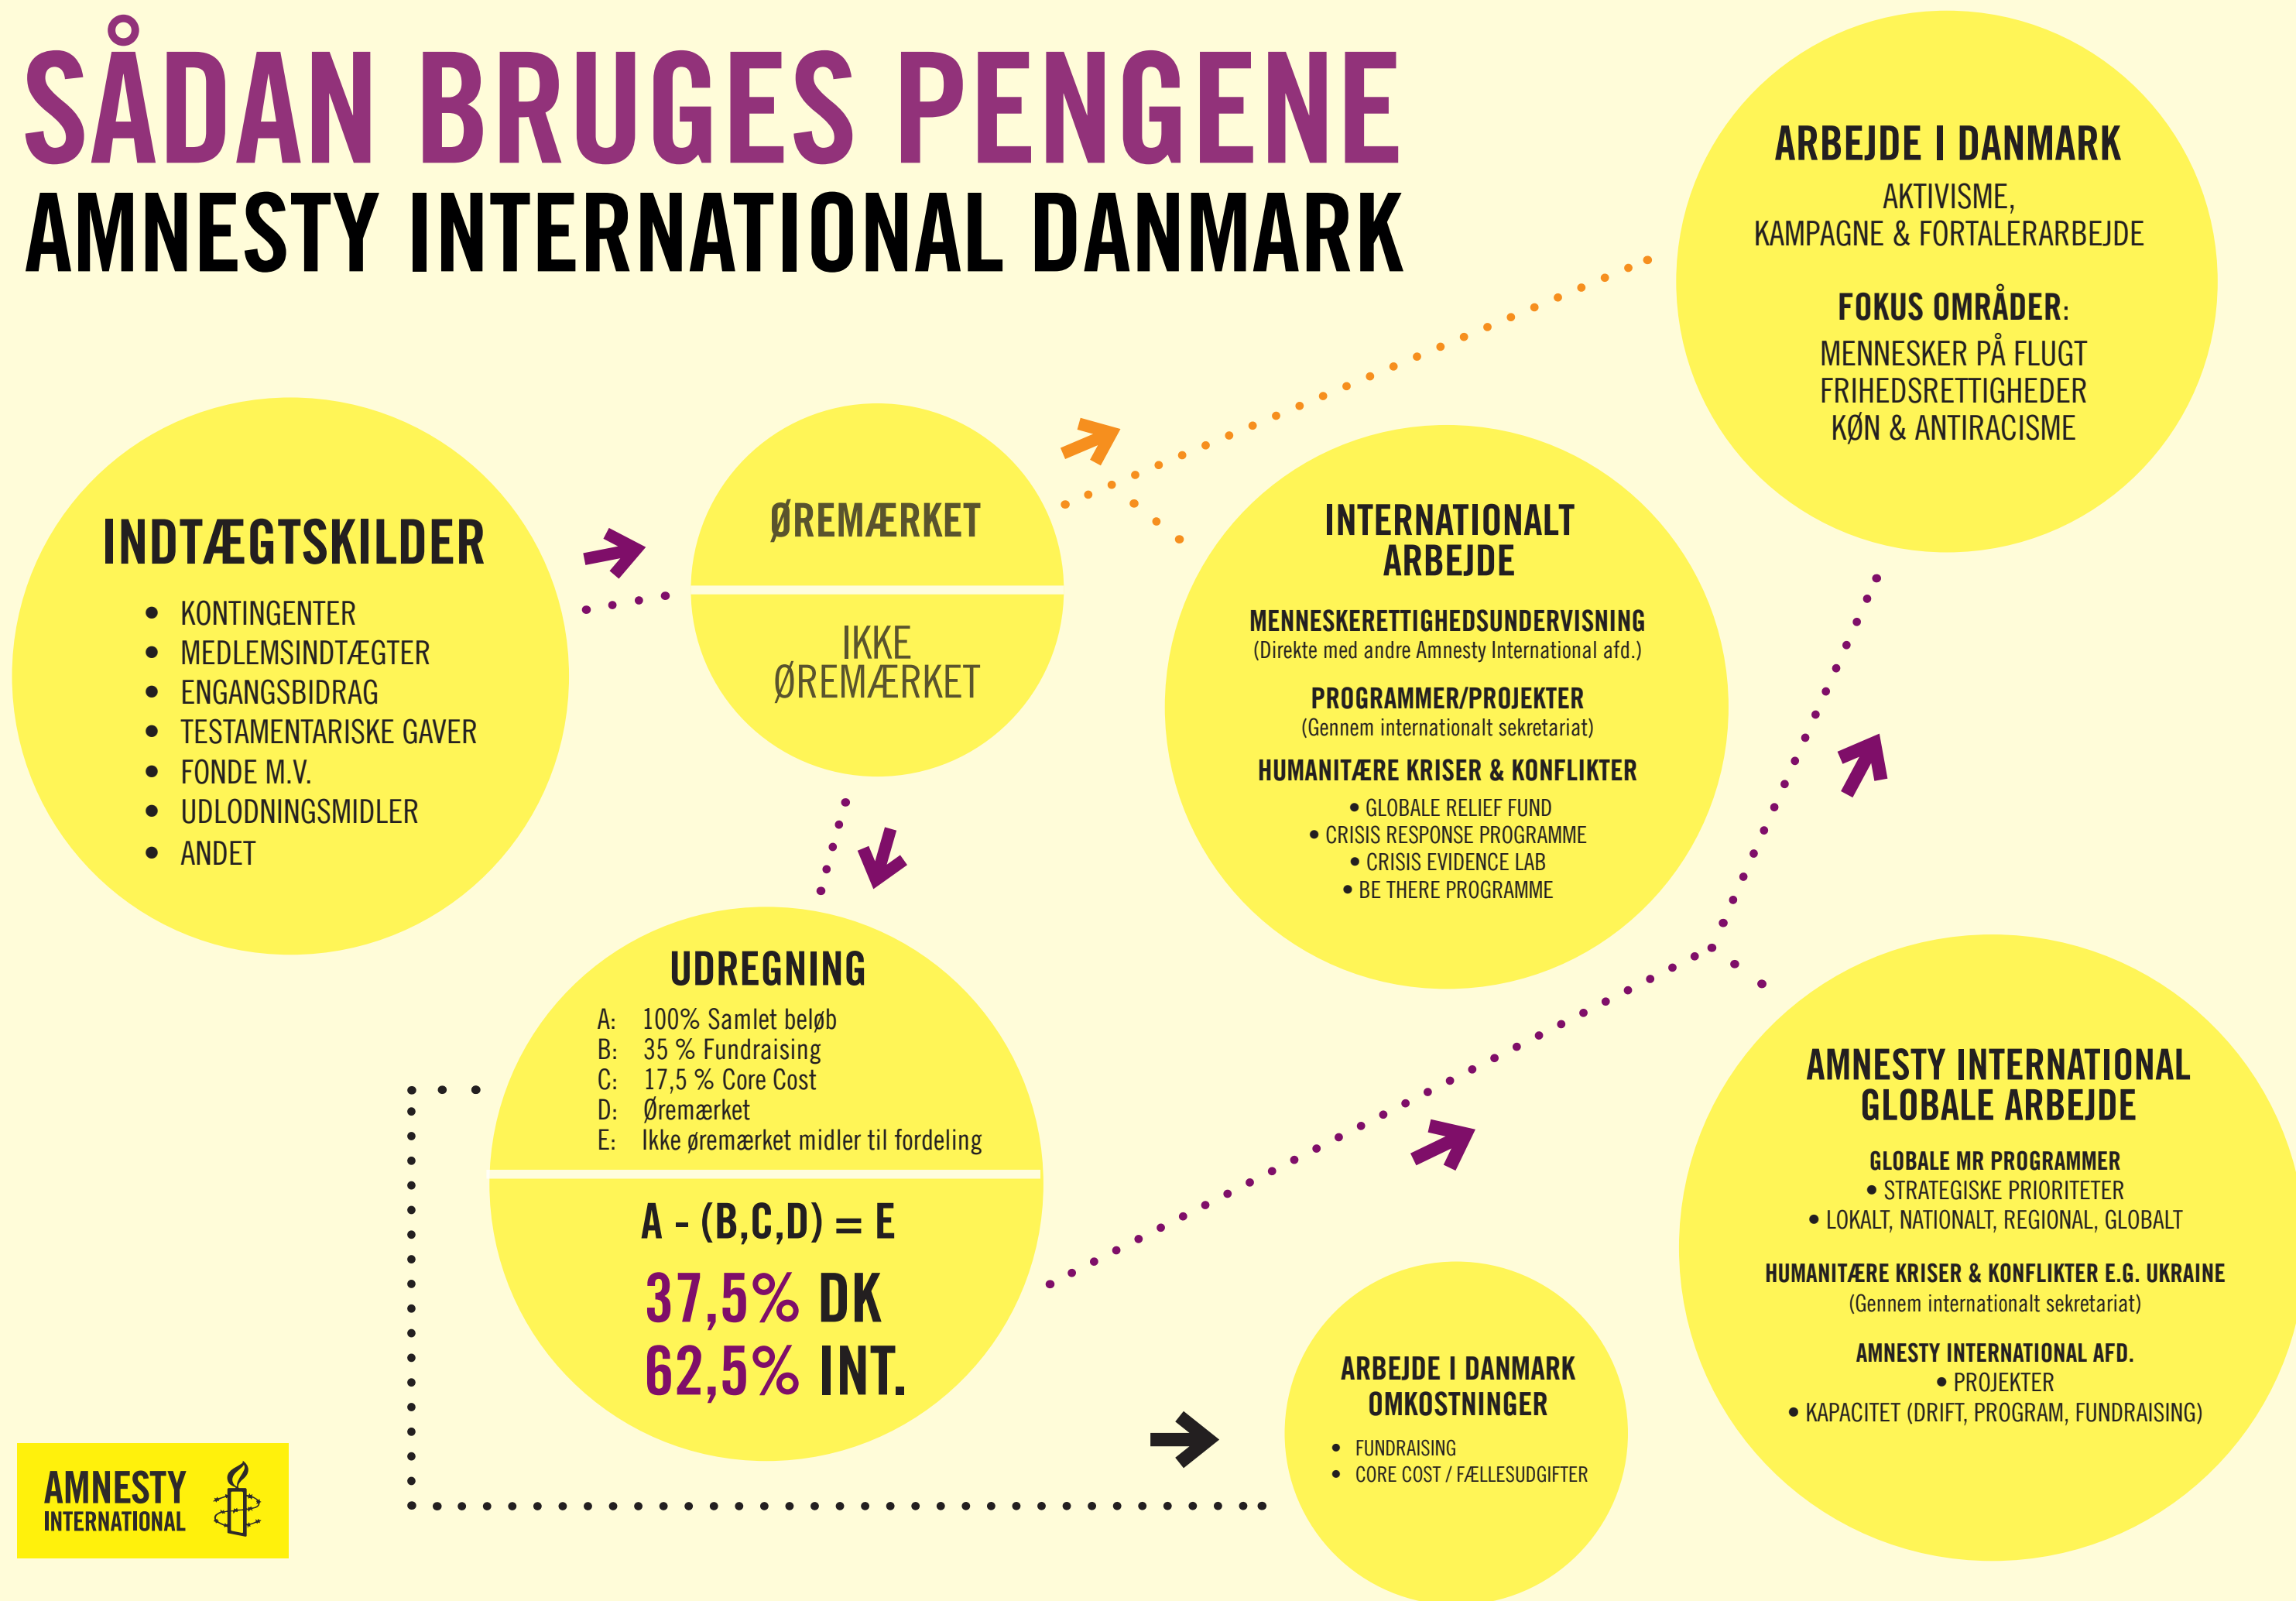 SÅDAN BRUGES PENGENE
AMNESTY INTERNATIONAL DANMARK
INDTÆGTSKILDER
• KONTINGENTER
• MEDLEMSINDTÆGTER
• ENGANGSBIDRAG
• TESTAMENTARISKE GAVER
• FONDE M.V.
• UDLODNINGSMIDLER
• ANDET
ØREMÆRKET
IKKE
ØREMÆRKET
ARBEJDE I DANMARK
AKTIVISME,
KAMPAGNE & FORTALERARBEJDE
FOKUS OMRÅDER:
MENNESKER PÅ FLUGT
FRIHEDSRETTIGHEDER
KØN & ANTIRACISME
INTERNATIONALT
ARBEJDE
MENNESKERETTIGHEDSUNDERVISNING
(Direkte med andre Amnesty International afd.)
PROGRAMMER/PROJEKTER
(Gennem internationalt sekretariat)
HUMANITÆRE KRISER & KONFLIKTER
• GLOBALE RELIEF FUND
• CRISIS RESPONSE PROGRAMME
• CRISIS EVIDENCE LAB
• BE THERE PROGRAMME
UDREGNING
A: 100% Samlet beløb
B: 35 % Fundraising
C: 17,5 % Core Cost
D: Øremærket
E: Ikke øremærket midler til fordeling
A - (B,C,D) = E
37,5% DK
62,5% INT.
AMNESTY INTERNATIONAL
GLOBALE ARBEJDE
GLOBALE MR PROGRAMMER
• STRATEGISKE PRIORITETER
• LOKALT, NATIONALT, REGIONAL, GLOBALT
HUMANITÆRE KRISER & KONFLIKTER E.G. UKRAINE
(Gennem internationalt sekretariat)
AMNESTY INTERNATIONAL AFD.
• PROJEKTER
• KAPACITET (DRIFT, PROGRAM, FUNDRAISING)
ARBEJDE I DANMARK
OMKOSTNINGER
• FUNDRAISING
• CORE COST / FÆLLESUDGIFTER
AMNESTY
INTERNATIONAL